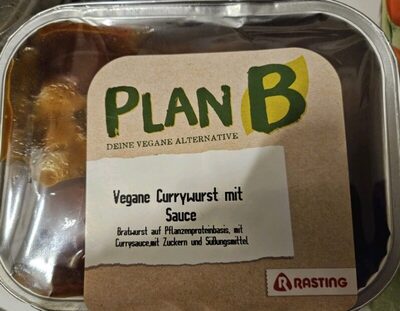 PLAN B
DEINE VEGANE ALTERNATIVE
Vegane Currywurst mit
Sauce
Bratwurst auf Pflanzenproteinbasis, mit
Currysauce,mit Zuckern und Süßungsmittel
R RASTING